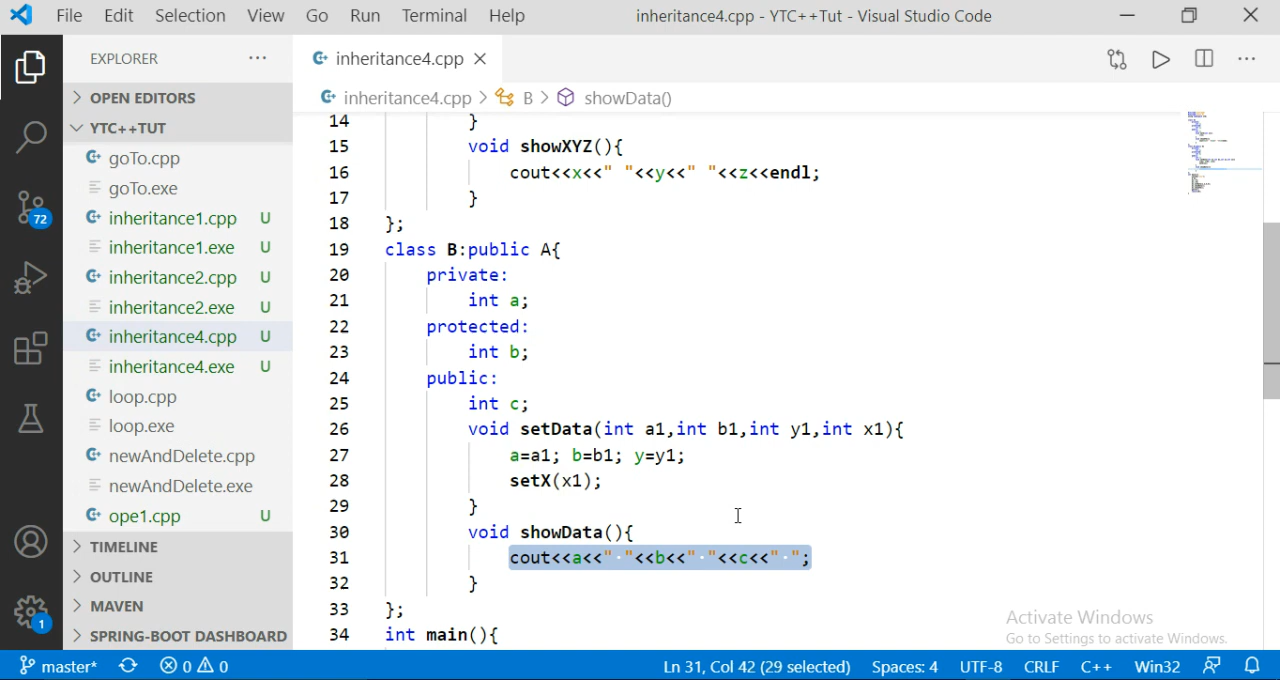 File Edit Selection View Go Run Terminal Help inheritance4.cpp - YTC++Tut - Visual Studio Code
EXPLORER ···
inheritance4.cpp
OPEN EDITORS
inheritance4.cpp > B > showData()
YTC++TUT
goTo.cpp
goTo.exe
inheritance1.cpp U
inheritance1.exe U
inheritance2.cpp U
inheritance2.exe U
inheritance4.cpp U
inheritance4.exe U
loop.cpp
loop.exe
newAndDelete.cpp
newAndDelete.exe
ope1.cpp U
TIMELINE
OUTLINE
MAVEN
SPRING-BOOT DASHBOARD
72
1
14 }
15 void showXYZ(){
16 cout<<x<<" "<<y<<" "<<z<<endl;
17 }
18 };
19 class B:public A{
20 private:
21 int a;
22 protected:
23 int b;
24 public:
25 int c;
26 void setData(int a1,int b1,int y1,int x1){
27 a=a1; b=b1; y=y1;
28 setX(x1);
29 }
30 void showData(){
31 cout<<a<<" "<<b<<" "<<c<<" ";
32 }
33 };
34 int main(){
Activate Windows
Go to Settings to activate Windows.
master* 0 0 Ln 31, Col 42 (29 selected) Spaces: 4 UTF-8 CRLF C++ Win32